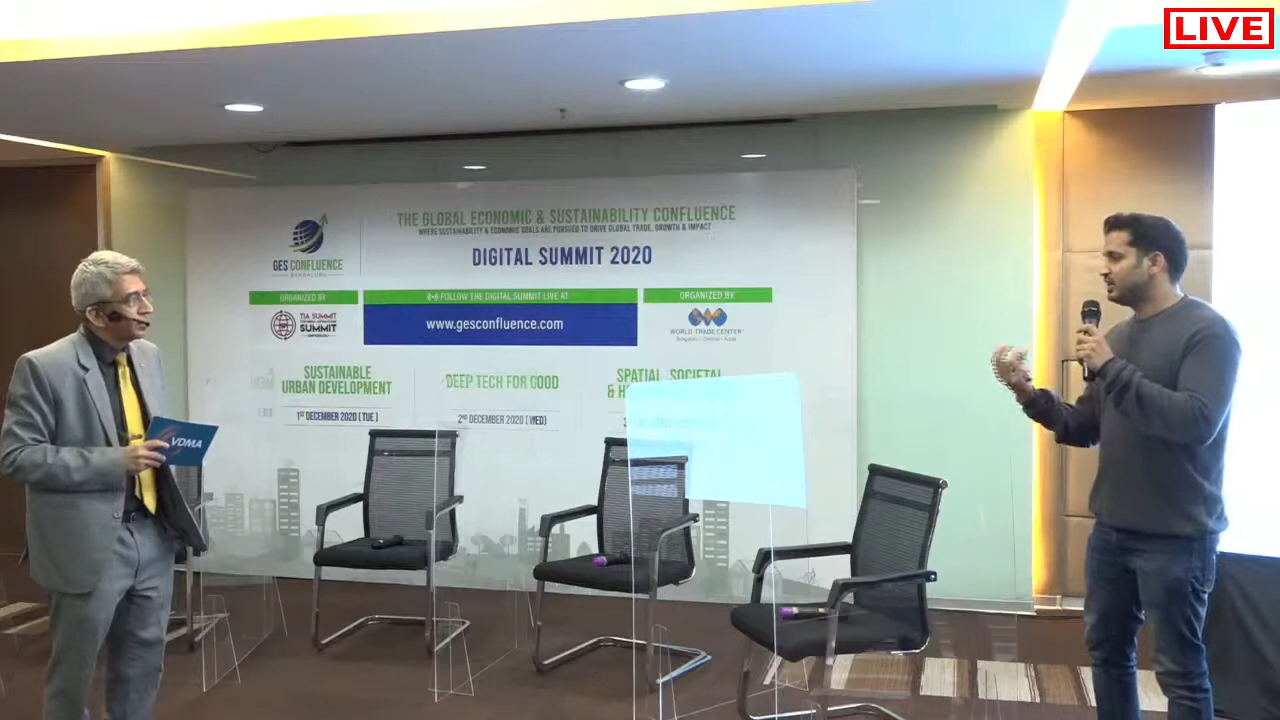 LIVE
THE GLOBAL ECONOMIC & SUSTAINABILITY CONFLUENCE
WHERE SUSTAINABILITY & ECONOMIC GOALS ARE PURSUED TO DRIVE GLOBAL TRADE, GROWTH & IMPACT
DIGITAL SUMMIT 2020
GES CONFLUENCE
ORGANIZED BY
FOLLOW THE DIGITAL SUMMIT LIVE AT
ORGANIZED BY
TIA SUMMIT
SUMMIT
www.gesconfluence.com
WORLD TRADE CENTER
SUSTAINABLE
URBAN DEVELOPMENT
DEEP TECH FOR GOOD
SPATIAL, SOCIETAL
1ST DECEMBER 2020 (TUE)
2ND DECEMBER 2020 (WED)
VDMA